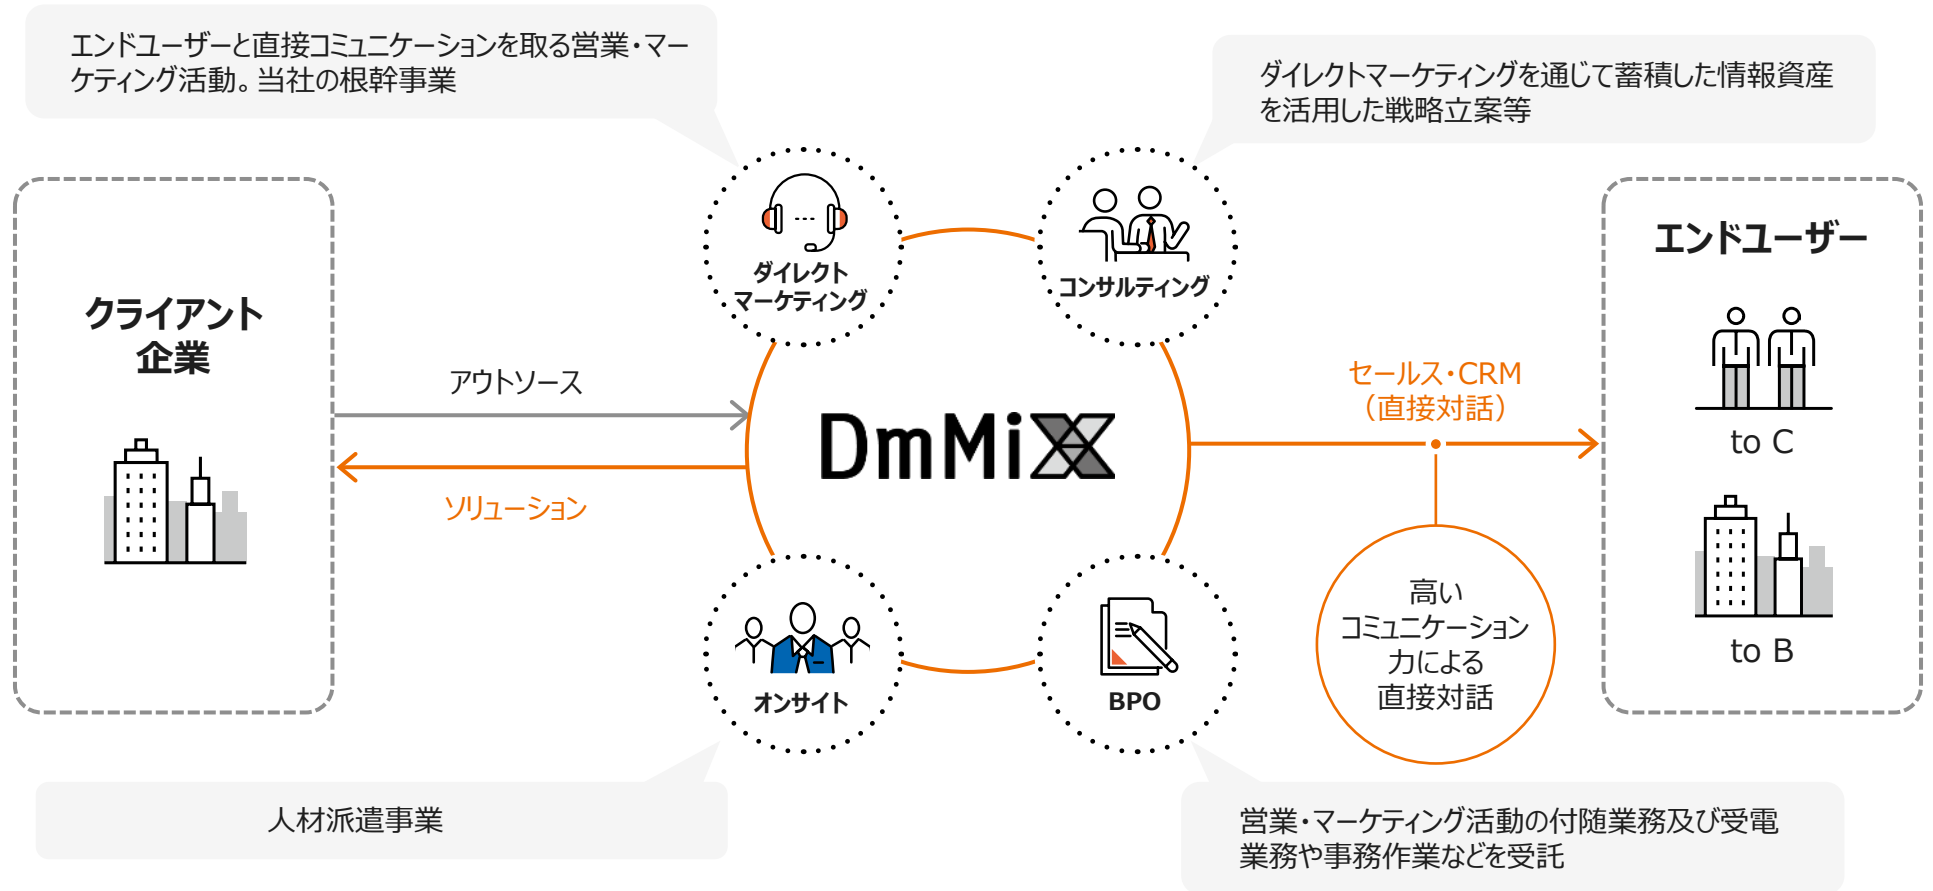 エンドユーザーと直接コミュニケーションを取る営業・マー
ケティング活動。当社の根幹事業
ダイレクトマーケティングを通じて蓄積した情報資産
を活用した戦略立案等
クライアント
企業
アウトソース
ソリューション
ダイレクト
マーケティング
コンサルティング
DmMiX
オンサイト
BPO
セールス・CRM
（直接対話）
高い
コミュニケーション
力による
直接対話
エンドユーザー
to C
to B
人材派遣事業
営業・マーケティング活動の付随業務及び受電
業務や事務作業などを受託